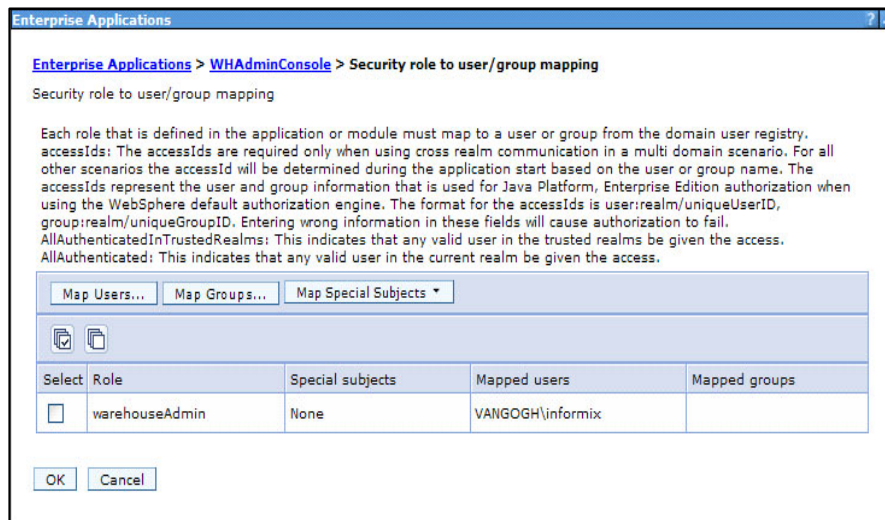 Enterprise Applications ?
Enterprise Applications > WHAdminConsole > Security role to user/group mapping
Security role to user/group mapping
Each role that is defined in the application or module must map to a user or group from the domain user registry.
accessIds: The accessIds are required only when using cross realm communication in a multi domain scenario. For all
other scenarios the accessId will be determined during the application start based on the user or group name. The
accessIds represent the user and group information that is used for Java Platform, Enterprise Edition authorization when
using the WebSphere default authorization engine. The format for the accessIds is user:realm/uniqueUserID,
group:realm/uniqueGroupID. Entering wrong information in these fields will cause authorization to fail.
AllAuthenticatedInTrustedRealms: This indicates that any valid user in the trusted realms be given the access.
AllAuthenticated: This indicates that any valid user in the current realm be given the access.
Map Users... Map Groups... Map Special Subjects
Select Role Special subjects Mapped users Mapped groups
warehouseAdmin None VANGOGH\informix
OK Cancel